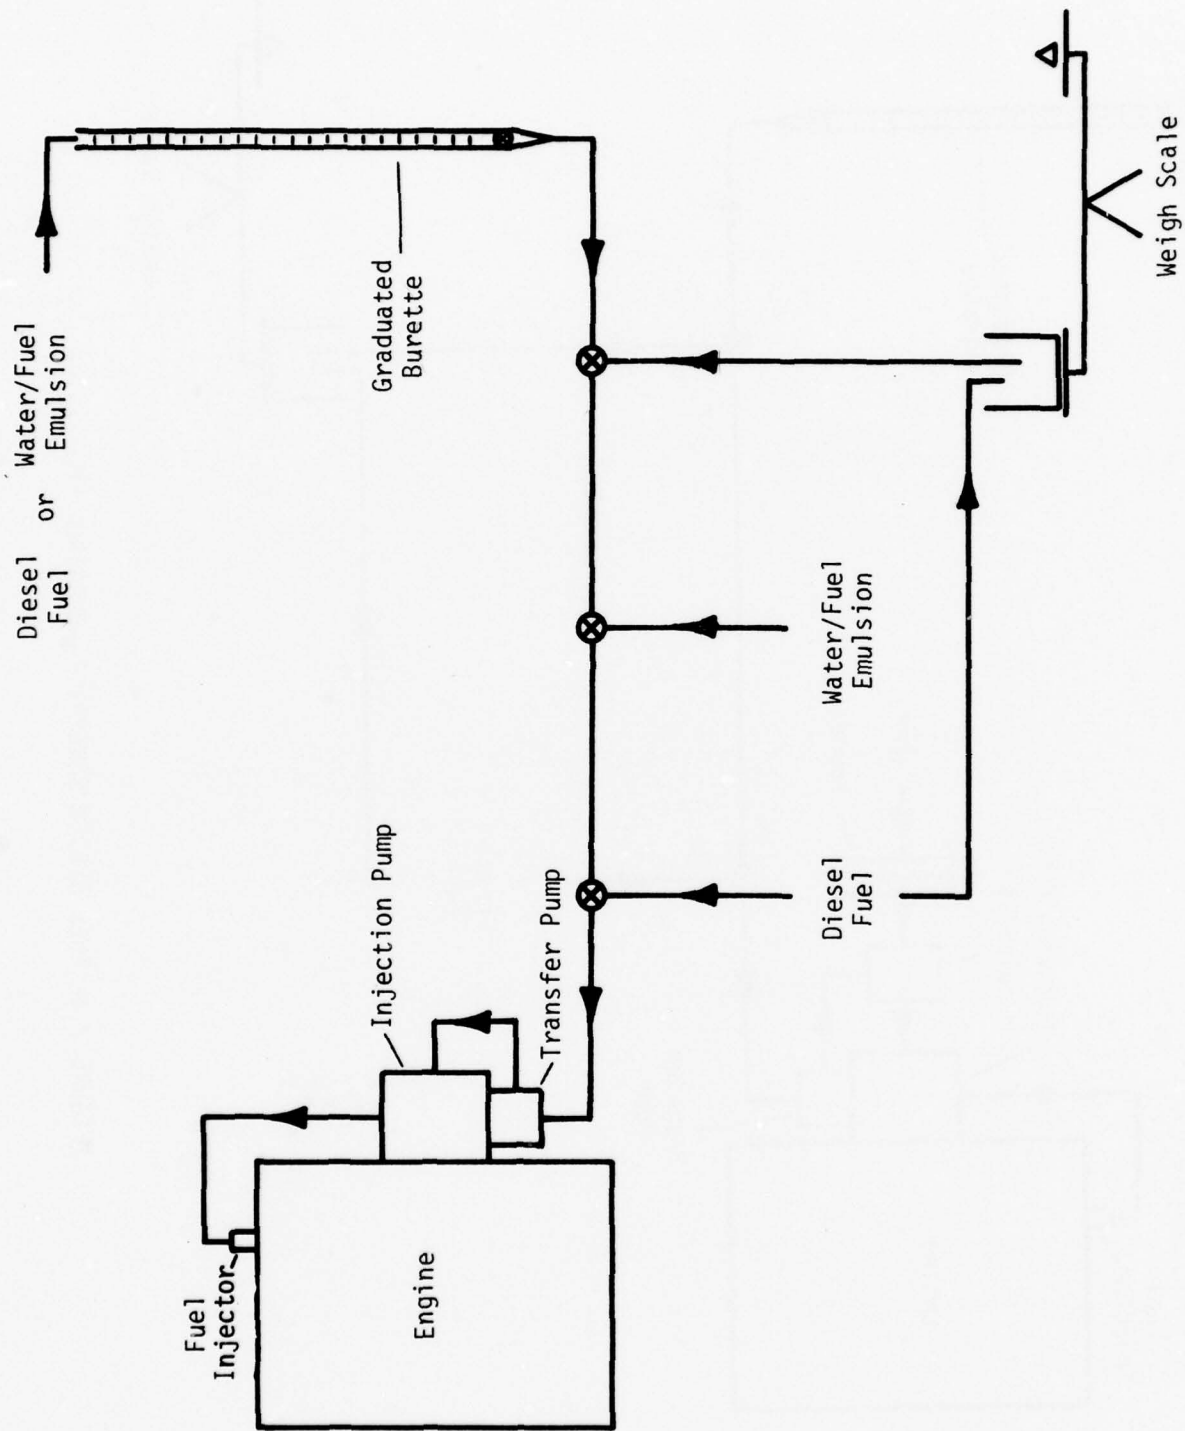 Diesel or Water/Fuel
Fuel Emulsion
Graduated
Burette
Injection Pump
Transfer Pump
Fuel
Injector
Engine
Water/Fuel
Emulsion
Diesel
Fuel
Weigh Scale